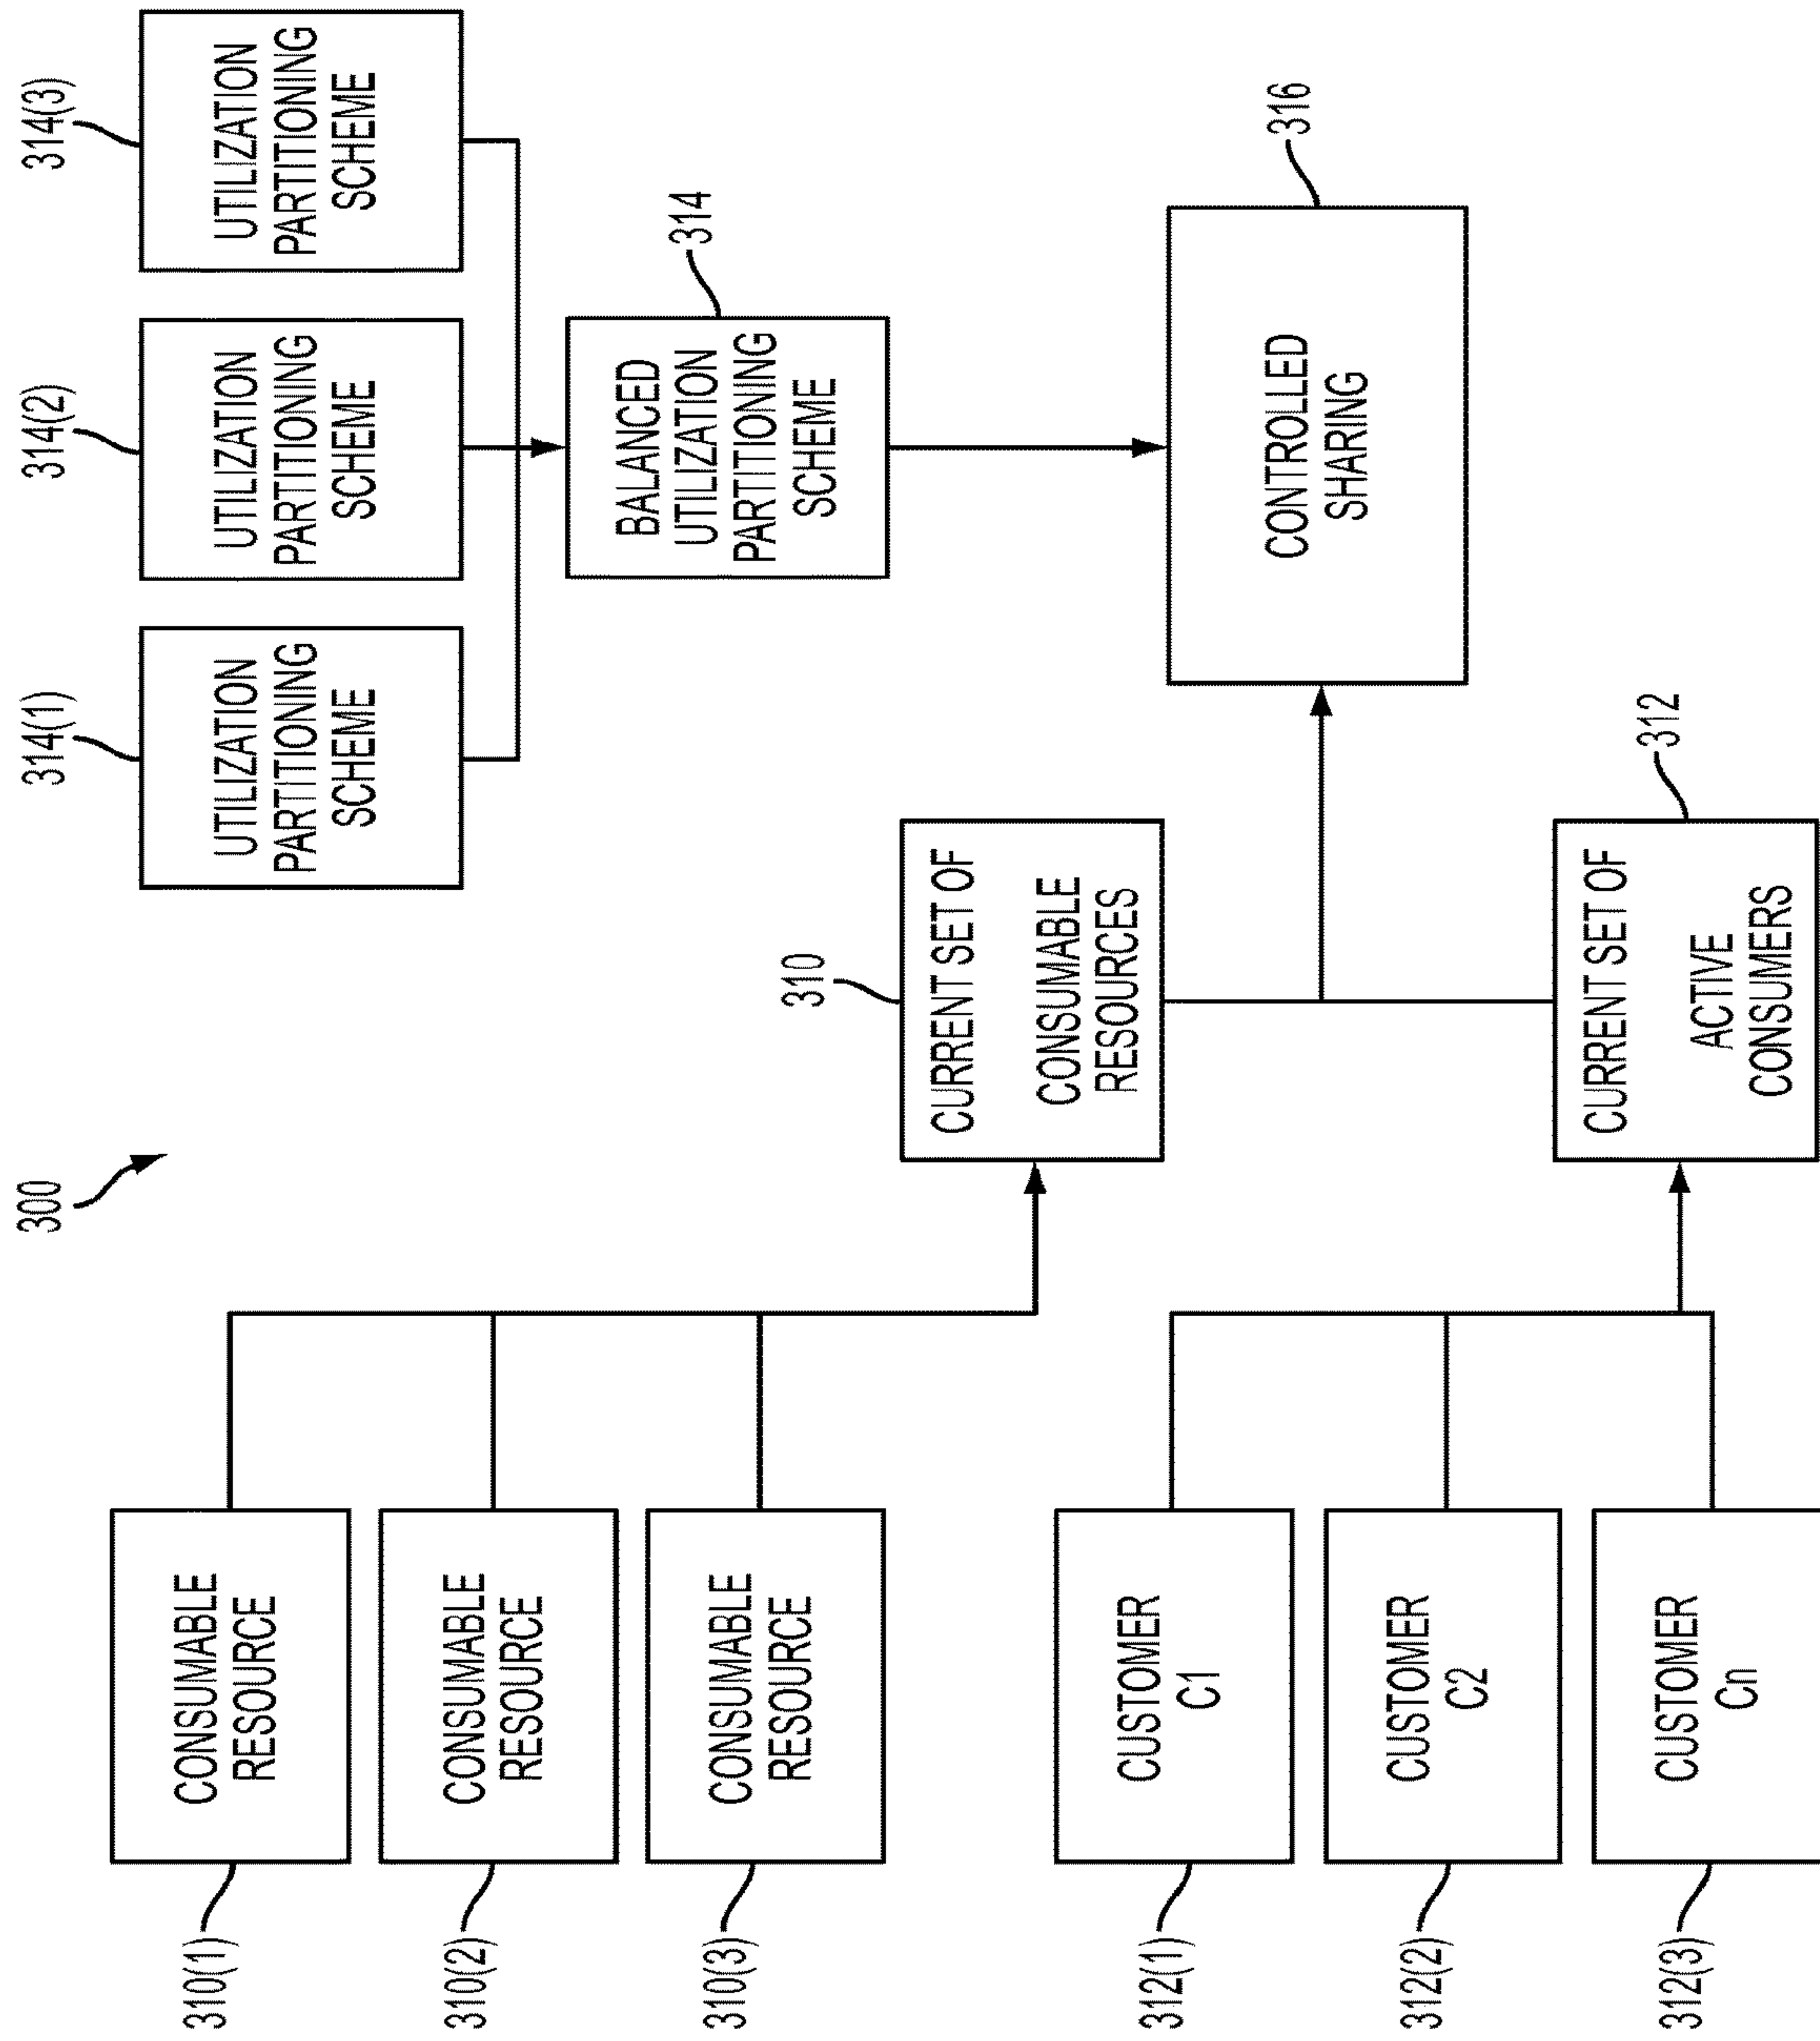 300
310(1)
CONSUMABLE
RESOURCE
310(2)
CONSUMABLE
RESOURCE
310(3)
CONSUMABLE
RESOURCE
312(1)
CUSTOMER
C1
312(2)
CUSTOMER
C2
312(3)
CUSTOMER
Cn
310
CURRENT SET OF
CONSUMABLE
RESOURCES
312
CURRENT SET OF
ACTIVE
CONSUMERS
314(1)
UTILIZATION
PARTITIONING
SCHEME
314(2)
UTILIZATION
PARTITIONING
SCHEME
314(3)
UTILIZATION
PARTITIONING
SCHEME
314
BALANCED
UTILIZATION
PARTITIONING
SCHEME
316
CONTROLLED
SHARING